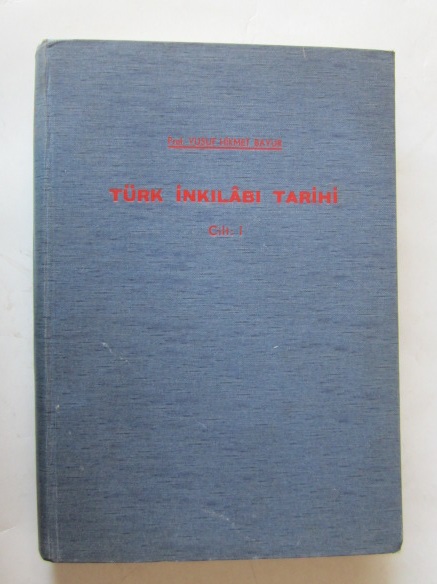 Prof. YUSUF HİKMET BAYUR
TÜRK İNKILÂBI TARİHİ
Cilt: I